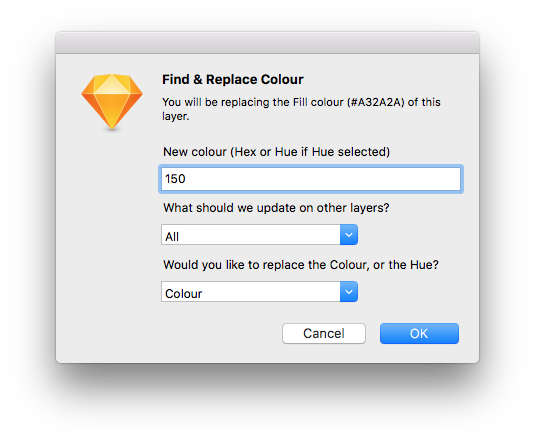 Find & Replace Colour
You will be replacing the Fill colour (#A32A2A) of this
layer.
New colour (Hex or Hue if Hue selected)
150
What should we update on other layers?
All
Would you like to replace the Colour, or the Hue?
Colour
Cancel
OK